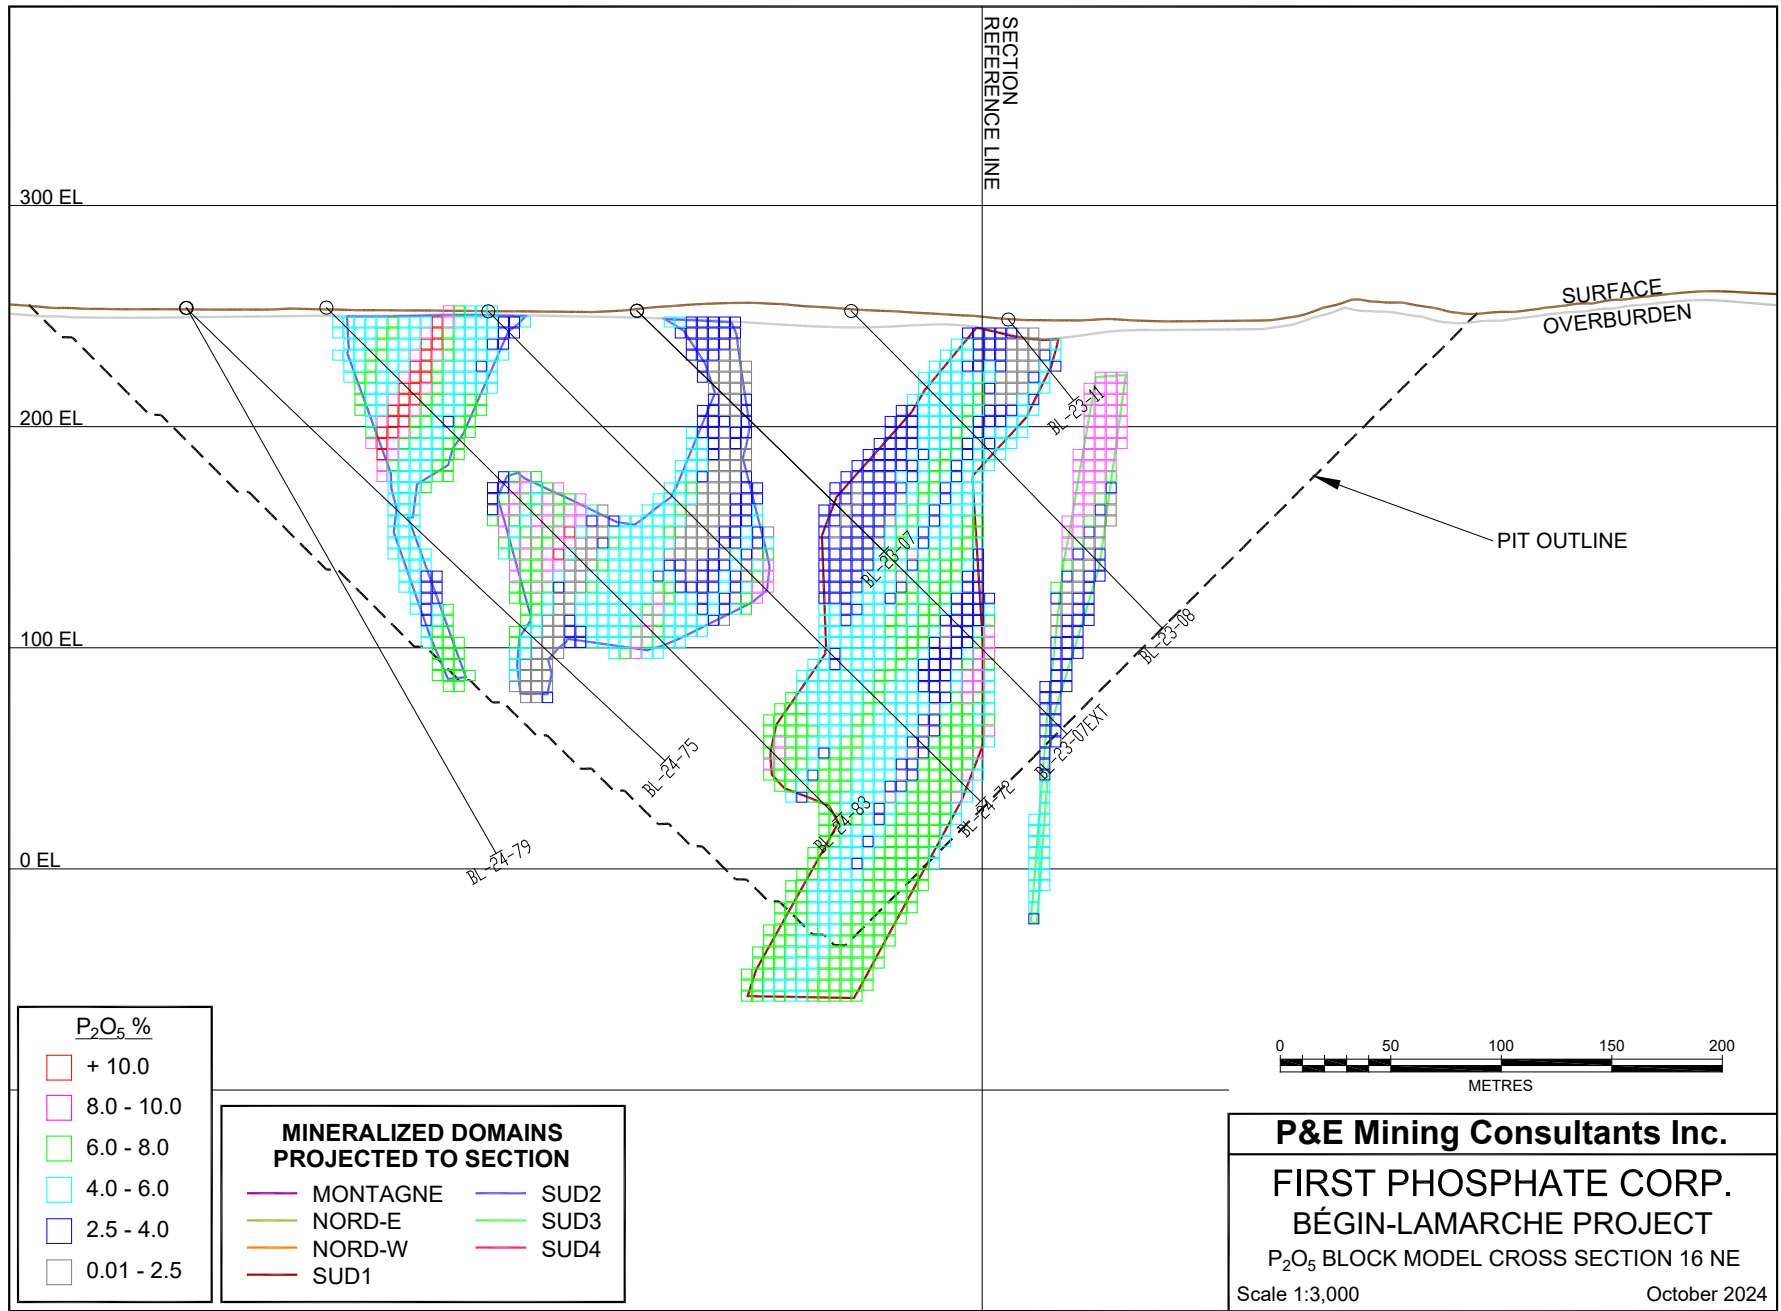 SECTION
REFERENCE LINE
300 EL
SURFACE
OVERBURDEN
200 EL
BL-23-11
PIT OUTLINE
BL-23-07
100 EL
BL-23-08
BL-23-07EXT
BL-24-75
BL-24-72
BL-24-83
0 EL
BL-24-79
P₂O₅ %
+ 10.0
8.0 - 10.0
6.0 - 8.0
4.0 - 6.0
2.5 - 4.0
0.01 - 2.5
MINERALIZED DOMAINS
PROJECTED TO SECTION
MONTAGNE
NORD-E
NORD-W
SUD1
SUD2
SUD3
SUD4
0 50 100 150 200
METRES
P&E Mining Consultants Inc.
FIRST PHOSPHATE CORP.
BÉGIN-LAMARCHE PROJECT
P₂O₅ BLOCK MODEL CROSS SECTION 16 NE
Scale 1:3,000 October 2024